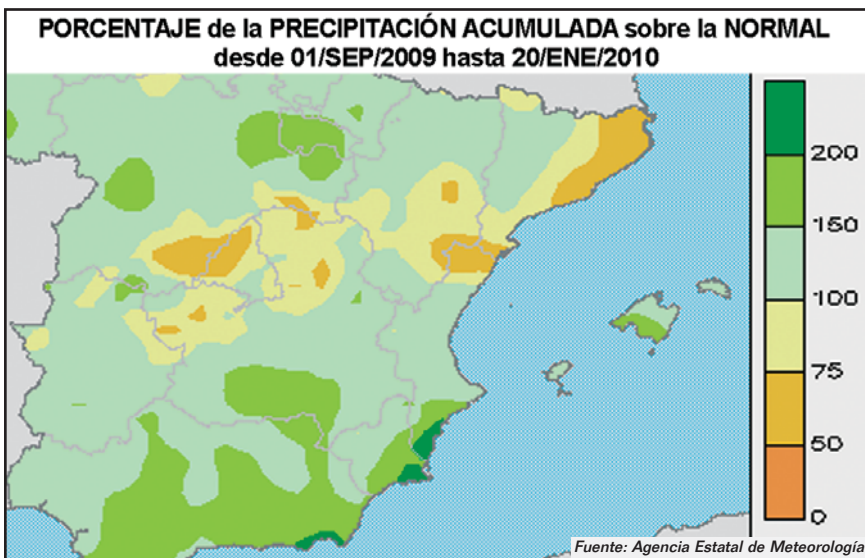 PORCENTAJE de la PRECIPITACIÓN ACUMULADA sobre la NORMAL
desde 01/SEP/2009 hasta 20/ENE/2010
200
150
100
75
50
0
Fuente: Agencia Estatal de Meteorología